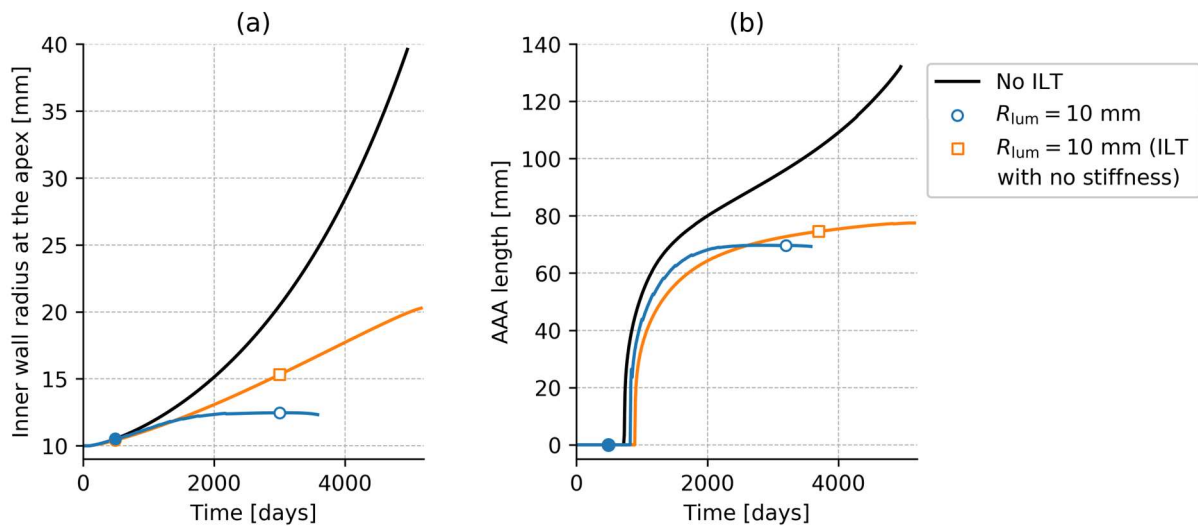 (a)
40
35
30
25
20
15
10
Inner wall radius at the apex [mm]
0
2000
4000
Time [days]
(b)
140
120
100
80
60
40
20
0
AAA length [mm]
0
2000
4000
Time [days]
No ILT
R_lum = 10 mm
R_lum = 10 mm (ILT
with no stiffness)